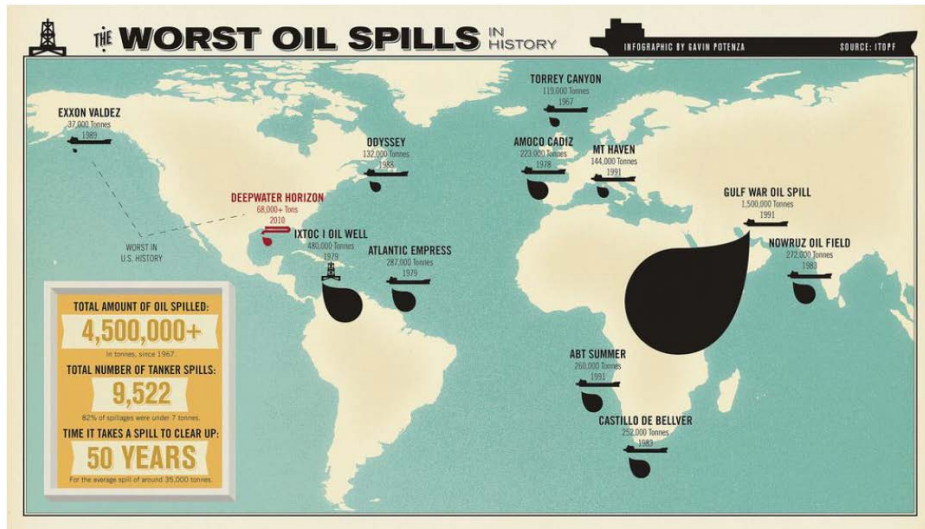 THE WORST OIL SPILLS IN HISTORY
INFOGRAPHIC BY GAVIN POTENZA
SOURCE: ITOPF
TORREY CANYON
119,000 Tonnes
1967
EXXON VALDEZ
37,000 Tonnes
1989
ODYSSEY
132,000 Tonnes
1988
AMOCO CADIZ
223,000 Tonnes
1978
MT HAVEN
144,000 Tonnes
1991
DEEPWATER HORIZON
68,000+ Tons
2010
GULF WAR OIL SPILL
1,500,000 Tonnes
1991
WORST IN
U.S. HISTORY
IXTOC I OIL WELL
480,000 Tonnes
1979
ATLANTIC EMPRESS
287,000 Tonnes
1979
NOWRUZ OIL FIELD
272,000 Tonnes
1983
ABT SUMMER
260,000 Tonnes
1991
CASTILLO DE BELLVER
252,000 Tonnes
1983
TOTAL AMOUNT OF OIL SPILLED:
4,500,000+
In tonnes, since 1967.
TOTAL NUMBER OF TANKER SPILLS:
9,522
82% of spillages were under 7 tonnes.
TIME IT TAKES A SPILL TO CLEAR UP:
50 YEARS
For the average spill of around 35,000 tonnes.